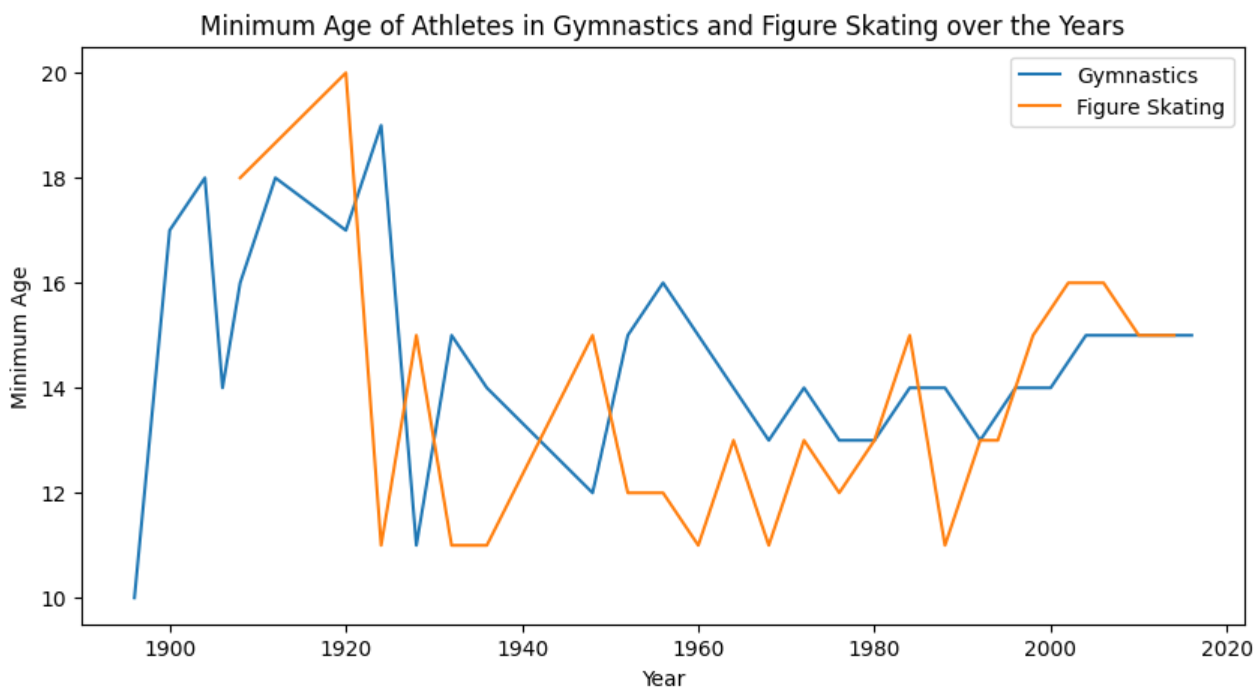 Minimum Age of Athletes in Gymnastics and Figure Skating over the Years
Gymnastics
Figure Skating
20
18
16
14
12
10
Minimum Age
1900
1920
1940
1960
1980
2000
2020
Year